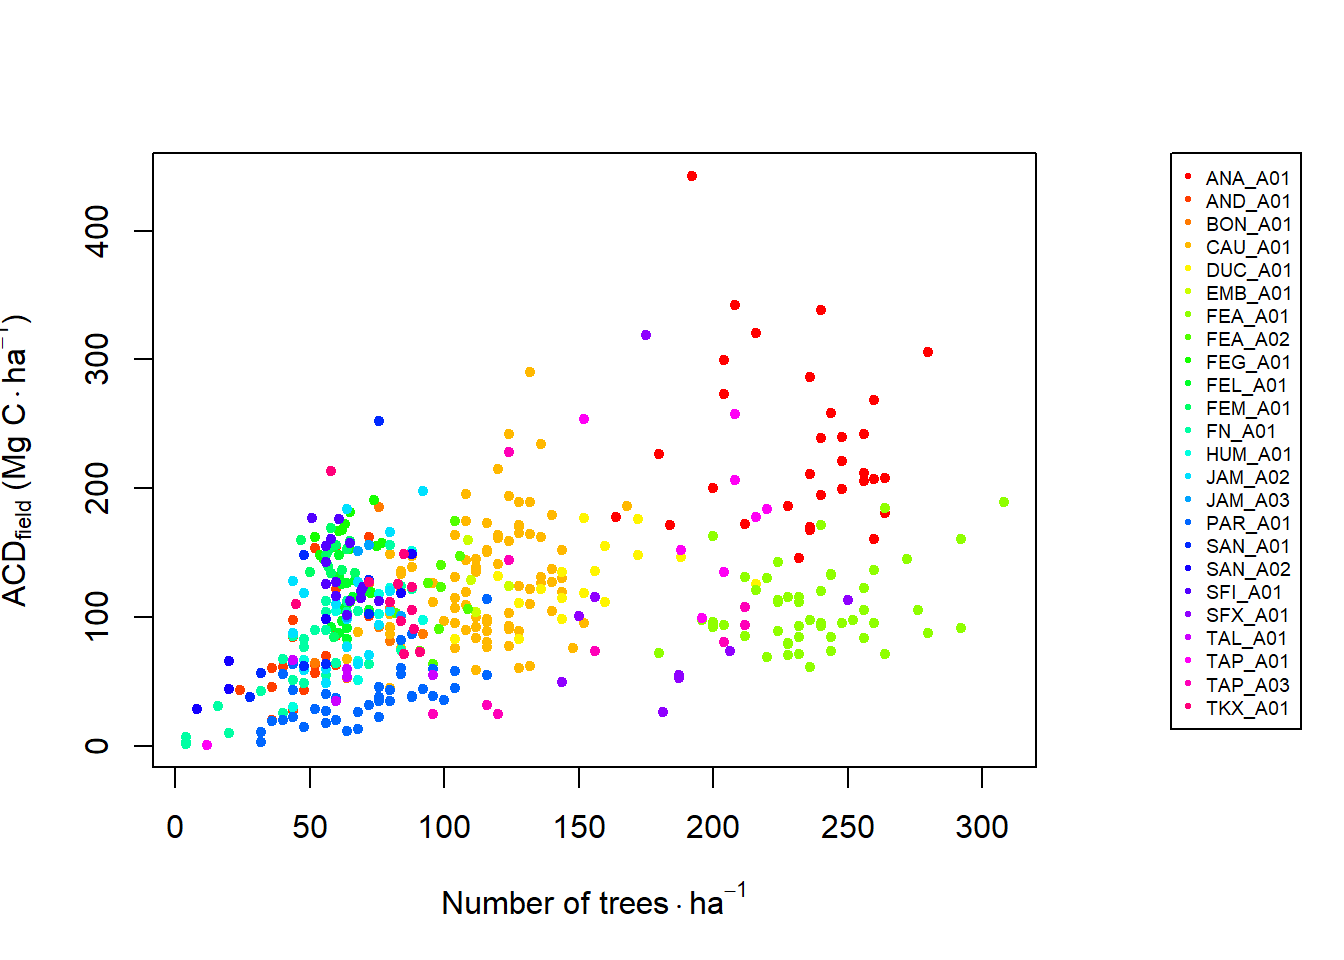 ACD_field (Mg C · ha⁻¹)
400
300
200
100
0
0 50 100 150 200 250 300
Number of trees · ha⁻¹
ANA_A01
AND_A01
BON_A01
CAU_A01
DUC_A01
EMB_A01
FEA_A01
FEA_A02
FEG_A01
FEL_A01
FEM_A01
FN_A01
HUM_A01
JAM_A02
JAM_A03
PAR_A01
SAN_A01
SAN_A02
SFI_A01
SFX_A01
TAL_A01
TAP_A01
TAP_A03
TKX_A01